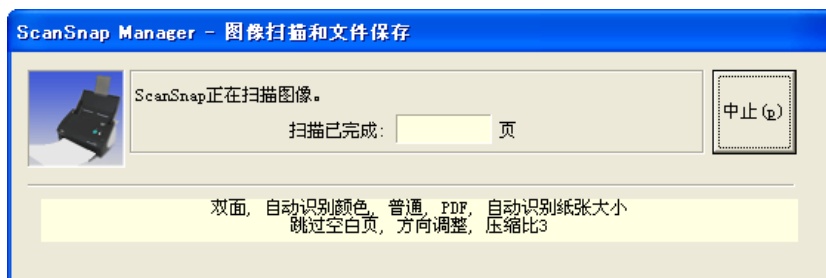 ScanSnap Manager - 图像扫描和文件保存
ScanSnap正在扫描图像。
中止(p)
扫描已完成: 页
双面, 自动识别颜色, 普通, PDF, 自动识别纸张大小
跳过空白页, 方向调整, 压缩比3